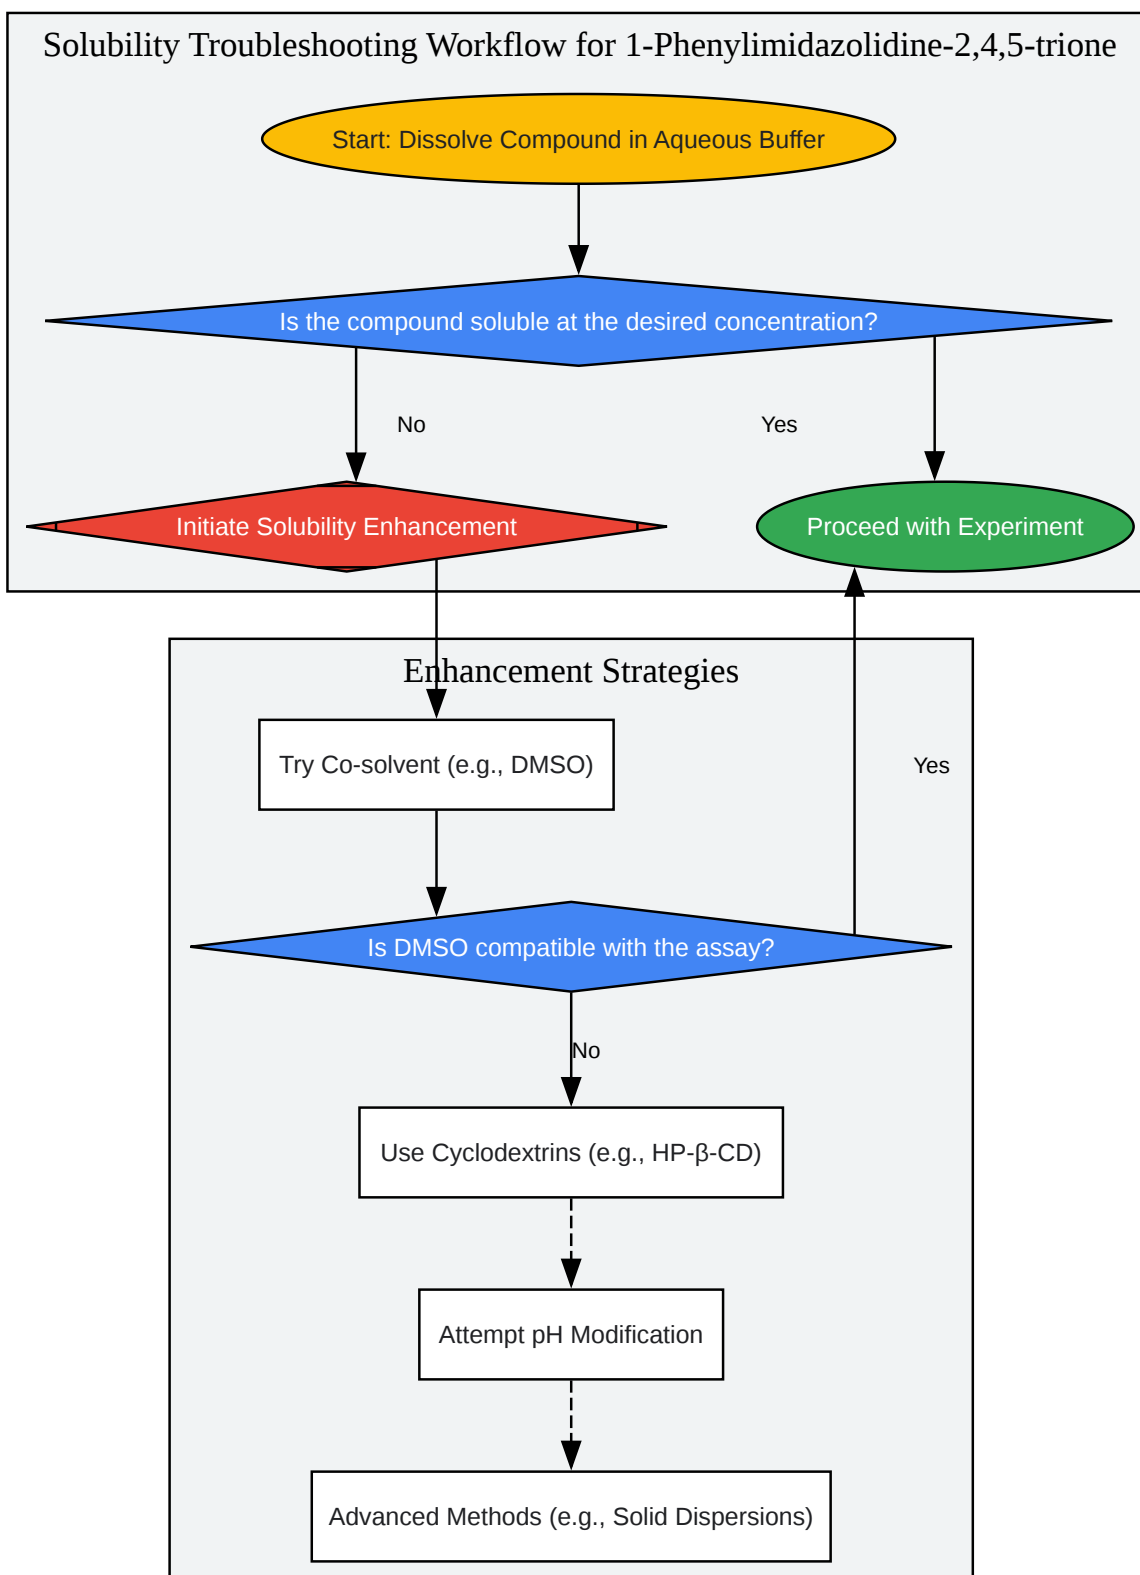 Solubility Troubleshooting Workflow for 1-Phenylimidazolidine-2,4,5-trione
Start: Dissolve Compound in Aqueous Buffer
Is the compound soluble at the desired concentration?
No
Yes
Initiate Solubility Enhancement
Proceed with Experiment
Enhancement Strategies
Try Co-solvent (e.g., DMSO)
Yes
Is DMSO compatible with the assay?
No
Use Cyclodextrins (e.g., HP-β-CD)
Attempt pH Modification
Advanced Methods (e.g., Solid Dispersions)